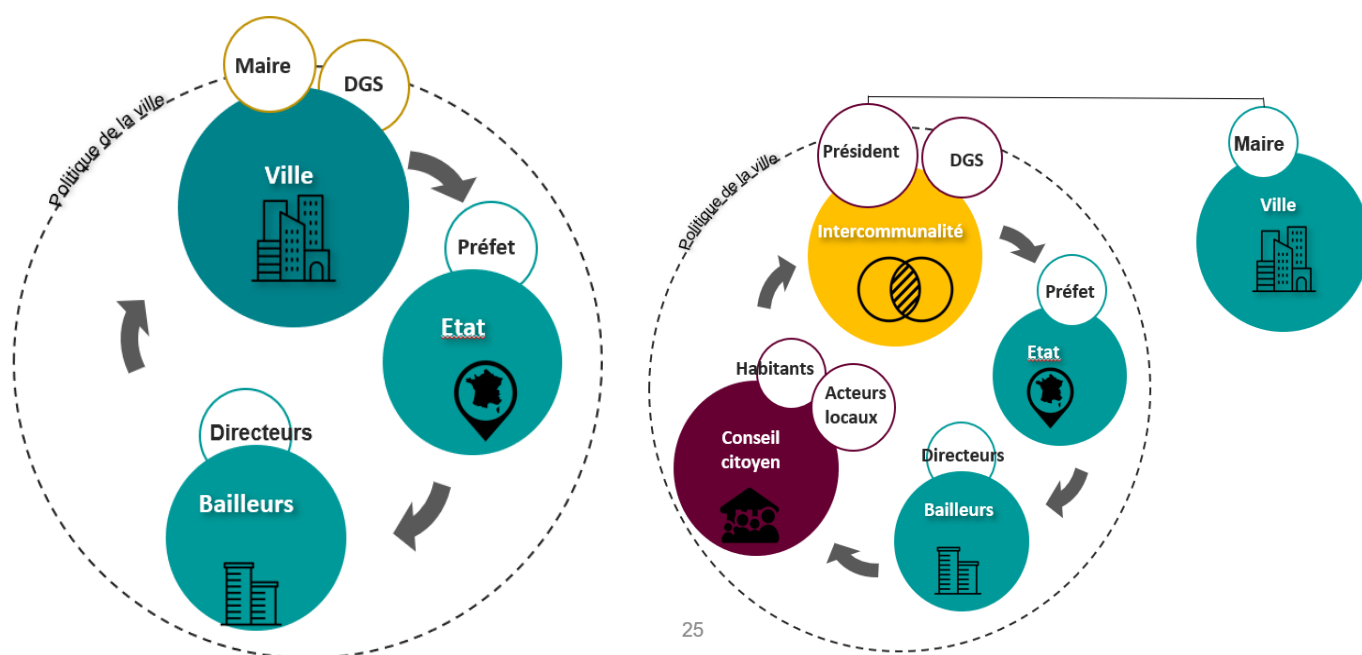 Politique de la ville
Maire
DGS
Ville
Préfet
Etat
Directeurs
Bailleurs
Politique de la ville
Président
DGS
Intercommunalité
Préfet
Etat
Habitants
Acteurs
locaux
Conseil
citoyen
Directeurs
Bailleurs
Maire
Ville
25